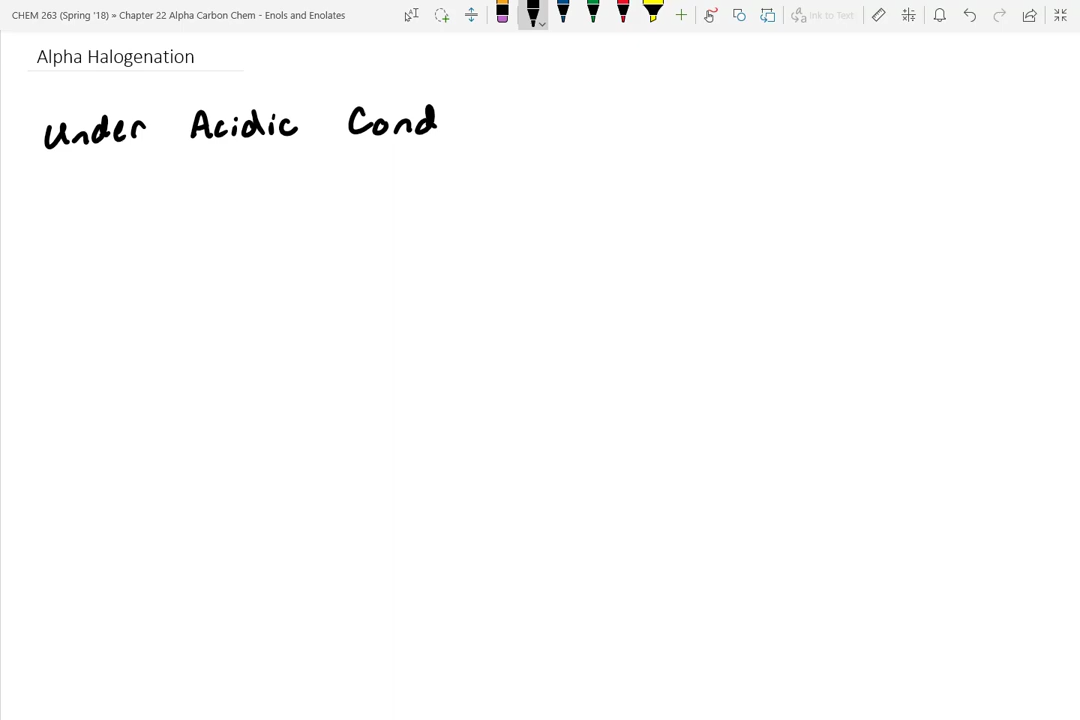 CHEM 263 (Spring '18) » Chapter 22 Alpha Carbon Chem - Enols and Enolates
Ink to Text
Alpha Halogenation
Under Acidic Cond